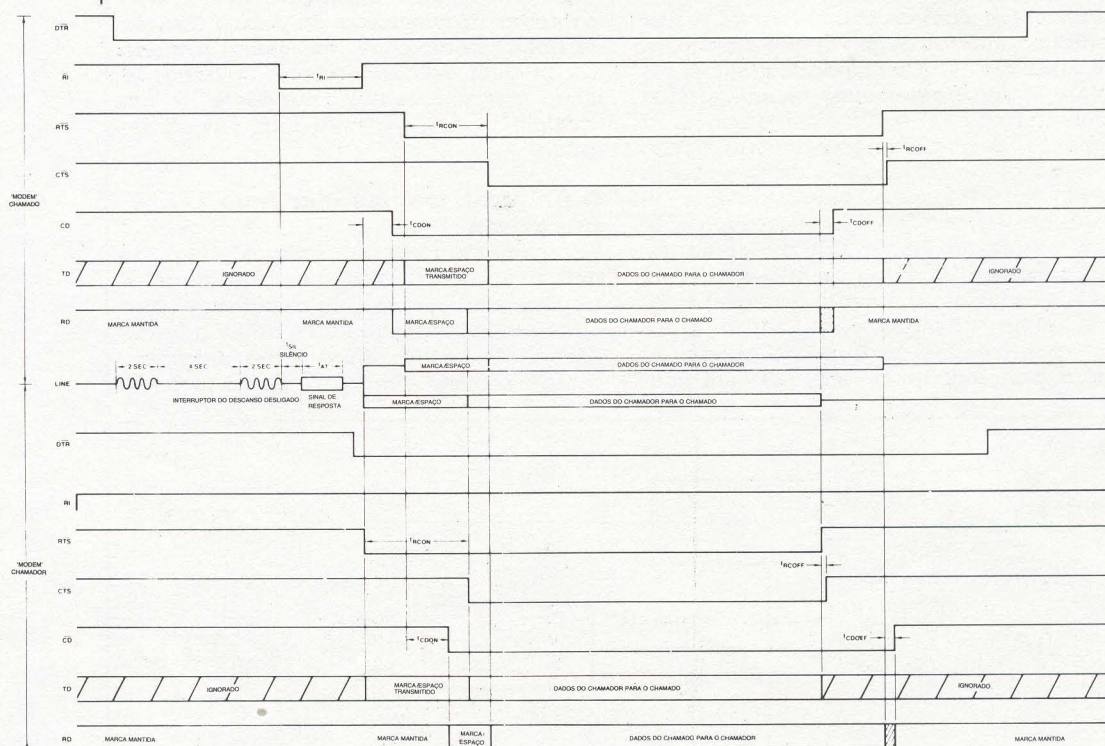 DTR
RI
tRI
RTS
tRCON
tRCOFF
CTS
'MODEM'
CHAMADO
CD
tCDON
tCDOFF
TD
IGNORADO
MARCA/ESPAÇO
TRANSMITIDO
DADOS DO CHAMADO PARA O CHAMADOR
IGNORADO
RD
MARCA MANTIDA
MARCA MANTIDA
MARCA/ESPAÇO
DADOS DO CHAMADOR PARA O CHAMADO
MARCA MANTIDA
SILÊNCIO
2 SEC
4 SEC
2 SEC
tAT
MARCA/ESPAÇO
DADOS DO CHAMADO PARA O CHAMADOR
LINE
INTERRUPTOR DO DESCANSO DESLIGADO
SINAL DE
RESPOSTA
MARCA/ESPAÇO
DADOS DO CHAMADOR PARA O CHAMADO
DTR
RI
RTS
tRCON
tRCOFF
'MODEM'
CHAMADOR
CTS
CD
tCDON
tCDOFF
TD
IGNORADO
MARCA/ESPAÇO
TRANSMITIDO
DADOS DO CHAMADOR PARA O CHAMADO
IGNORADO
RD
MARCA MANTIDA
MARCA MANTIDA
MARCA/
ESPAÇO
DADOS DO CHAMADO PARA O CHAMADOR
MARCA MANTIDA